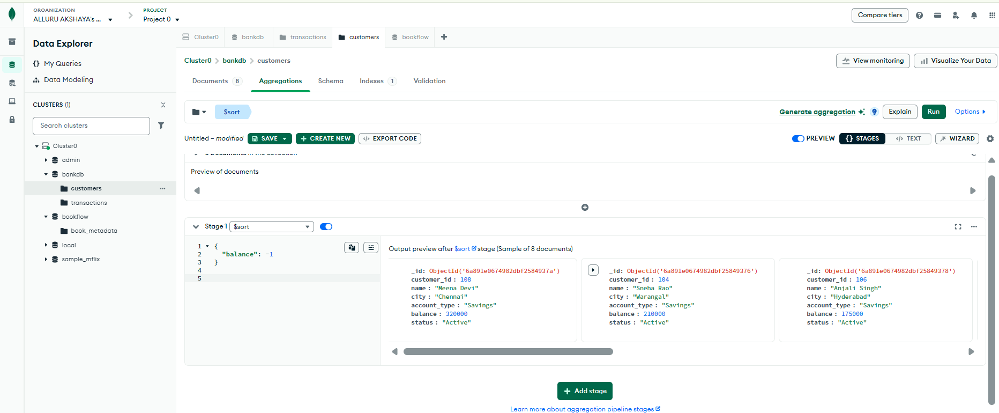 ORGANIZATION
ALLURU AKSHAYA's ...
PROJECT
Project 0
Compare tiers
Data Explorer
My Queries
Data Modeling
CLUSTERS (1)
Search clusters
Cluster0
admin
bankdb
customers
transactions
bookflow
book_metadata
local
sample_mflix
Cluster0 bankdb transactions customers bookflow
Cluster0 > bankdb > customers
View monitoring
Visualize Your Data
Documents 8 Aggregations Schema Indexes 1 Validation
$sort
Generate aggregation
Explain
Run
Options
Untitled – modified
SAVE
CREATE NEW
</> EXPORT CODE
PREVIEW
{} STAGES
</> TEXT
WIZARD
Documents in the collection
Preview of documents
Stage 1 $sort
1 {
2 "balance": -1
3 }
4
5
Output preview after $sort stage (Sample of 8 documents)
_id: ObjectId('6a891e0674982dbf2584937a')
customer_id : 108
name : "Meena Devi"
city : "Chennai"
account_type : "Savings"
balance : 320000
status : "Active"
_id: ObjectId('6a891e0674982dbf25849376')
customer_id : 104
name : "Sneha Rao"
city : "Warangal"
account_type : "Savings"
balance : 210000
status : "Active"
_id: ObjectId('6a891e0674982dbf25849378')
customer_id : 106
name : "Anjali Singh"
city : "Hyderabad"
account_type : "Savings"
balance : 175000
status : "Active"
+ Add stage
Learn more about aggregation pipeline stages